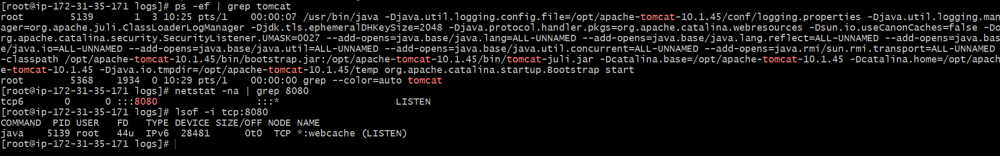 [root@ip-172-31-35-171 logs]# ps -ef | grep tomcat
root        5139       1  3 10:25 pts/1    00:00:07 /usr/bin/java -Djava.util.logging.config.file=/opt/apache-tomcat-10.1.45/conf/logging.properties -Djava.util.logging.man
ager=org.apache.juli.ClassLoaderLogManager -Djdk.tls.ephemeralDHKeySize=2048 -Djava.protocol.handler.pkgs=org.apache.catalina.webresources -Dsun.io.useCanonCaches=false -Do
rg.apache.catalina.security.SecurityListener.UMASK=0027 --add-opens=java.base/java.lang=ALL-UNNAMED --add-opens=java.base/java.lang.reflect=ALL-UNNAMED --add-opens=java.bas
e/java.io=ALL-UNNAMED --add-opens=java.base/java.util=ALL-UNNAMED --add-opens=java.base/java.util.concurrent=ALL-UNNAMED --add-opens=java.rmi/sun.rmi.transport=ALL-UNNAMED
-classpath /opt/apache-tomcat-10.1.45/bin/bootstrap.jar:/opt/apache-tomcat-10.1.45/bin/tomcat-juli.jar -Dcatalina.base=/opt/apache-tomcat-10.1.45 -Dcatalina.home=/opt/apach
e-tomcat-10.1.45 -Djava.io.tmpdir=/opt/apache-tomcat-10.1.45/temp org.apache.catalina.startup.Bootstrap start
root        5368    1934  0 10:29 pts/1    00:00:00 grep --color=auto tomcat
[root@ip-172-31-35-171 logs]# netstat -na | grep 8080
tcp6       0      0 :::8080                 :::*                    LISTEN
[root@ip-172-31-35-171 logs]# lsof -i tcp:8080
COMMAND  PID USER   FD   TYPE DEVICE SIZE/OFF NODE NAME
java    5139 root   44u  IPv6  28481      0t0  TCP *:webcache (LISTEN)
[root@ip-172-31-35-171 logs]#